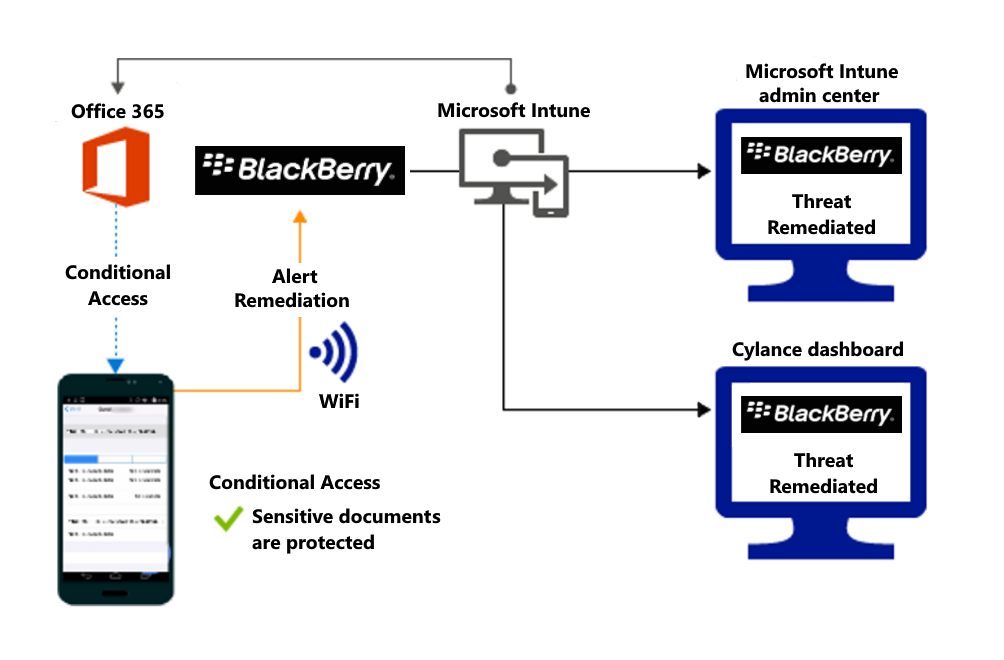 Microsoft Intune
admin center
Office 365
Microsoft Intune
BlackBerry
BlackBerry
Threat
Remediated
Conditional
Access
Alert
Remediation
WiFi
Cylance dashboard
BlackBerry
Threat
Remediated
Conditional Access
Sensitive documents
are protected